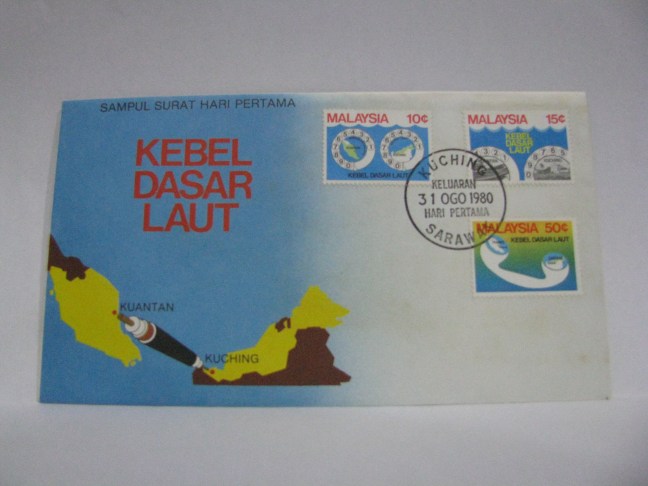 SAMPUL SURAT HARI PERTAMA
KEBEL
DASAR
LAUT
KUANTAN
KUCHING
MALAYSIA 10¢
KEBEL DASAR LAUT
MALAYSIA 15¢
KEBEL
DASAR
LAUT
KUCHING
KELUARAN
31 OGO 1980
HARI PERTAMA
SARAWAK
MALAYSIA 50¢
KEBEL DASAR LAUT